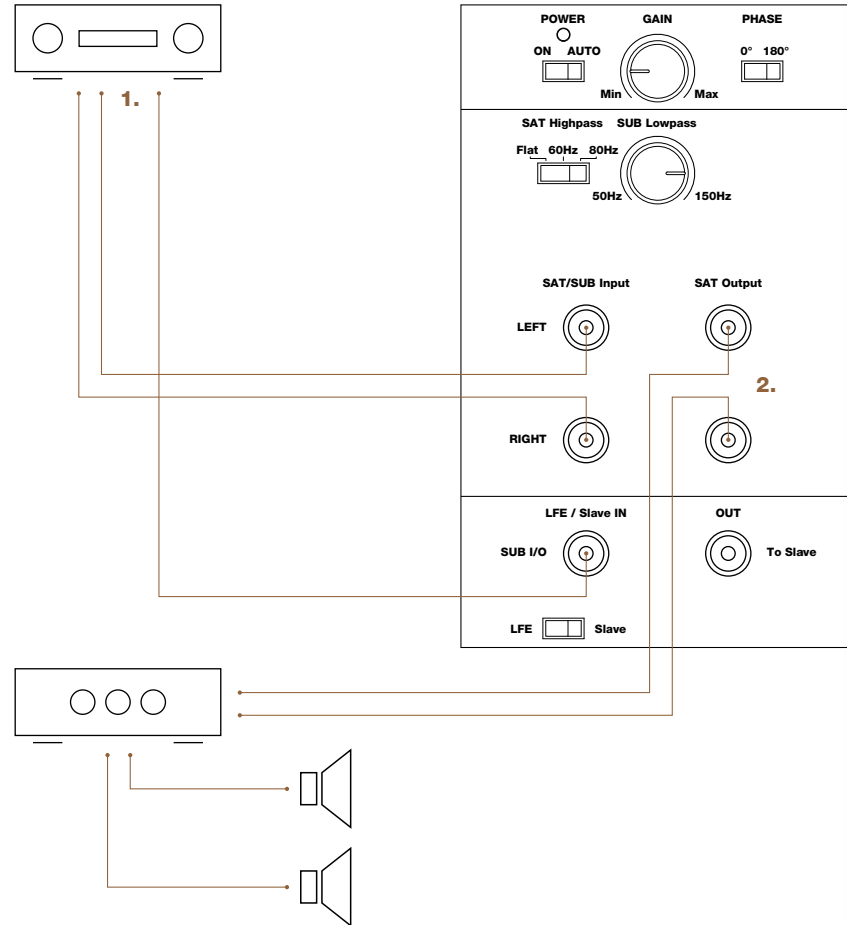 POWER GAIN PHASE
ON AUTO 0° 180°
Min Max
1.
SAT Highpass SUB Lowpass
Flat 60Hz 80Hz
50Hz 150Hz
SAT/SUB Input SAT Output
LEFT
2.
RIGHT
LFE / Slave IN OUT
SUB I/O To Slave
LFE Slave